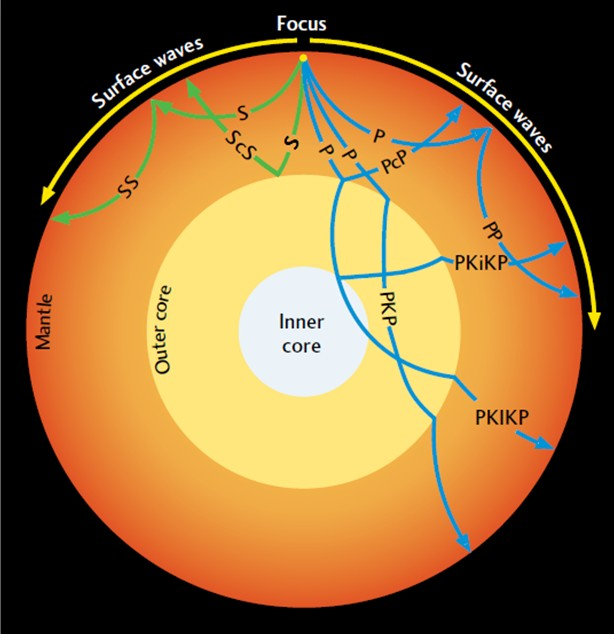 Focus
Surface waves
Surface waves
S
ScS
S
SS
P
P
P
PcP
PP
PKiKP
PKP
PKIKP
Mantle
Outer core
Inner
core